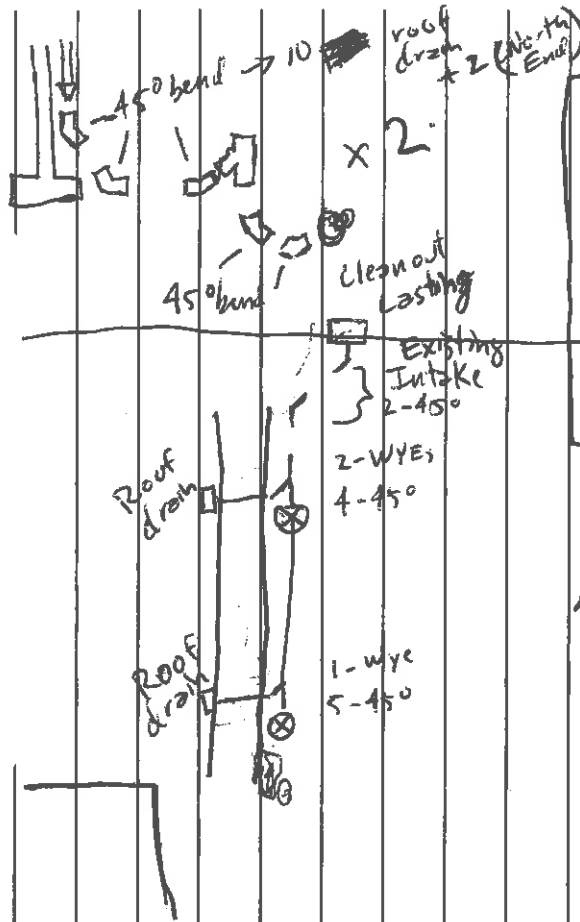 45° bend → 10
roof
drain
+ 2 (North
End)
x 2
45° bend
Cleanout
Casting
Existing
Intake
2-45°
2-WYEs
4-45°
Roof
drain
1-Wye
5-45°
Roof
drain